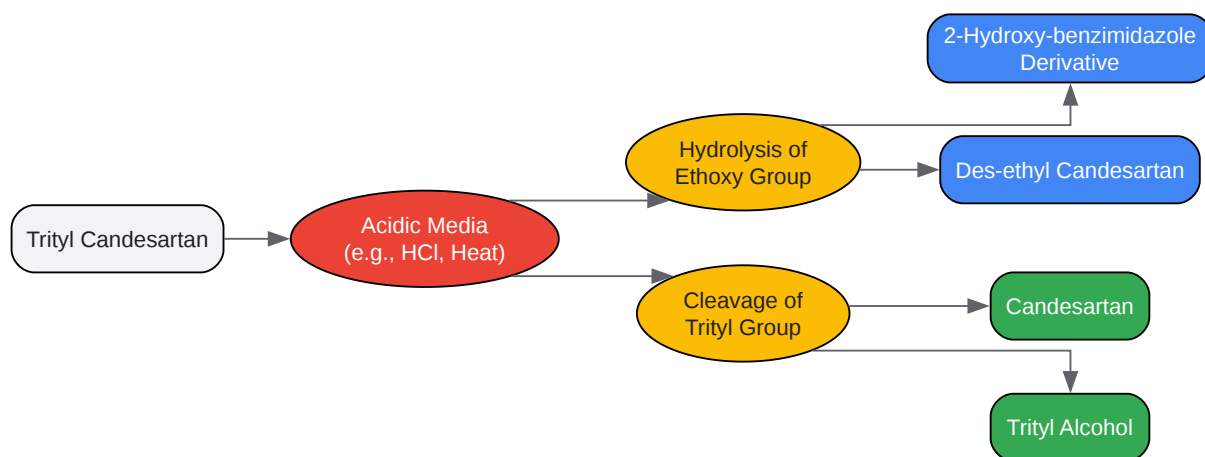 2-Hydroxy-benzimidazole
Derivative
Hydrolysis of
Ethoxy Group
Des-ethyl Candesartan
Trityl Candesartan
Acidic Media
(e.g., HCl, Heat)
Cleavage of
Trityl Group
Candesartan
Trityl Alcohol